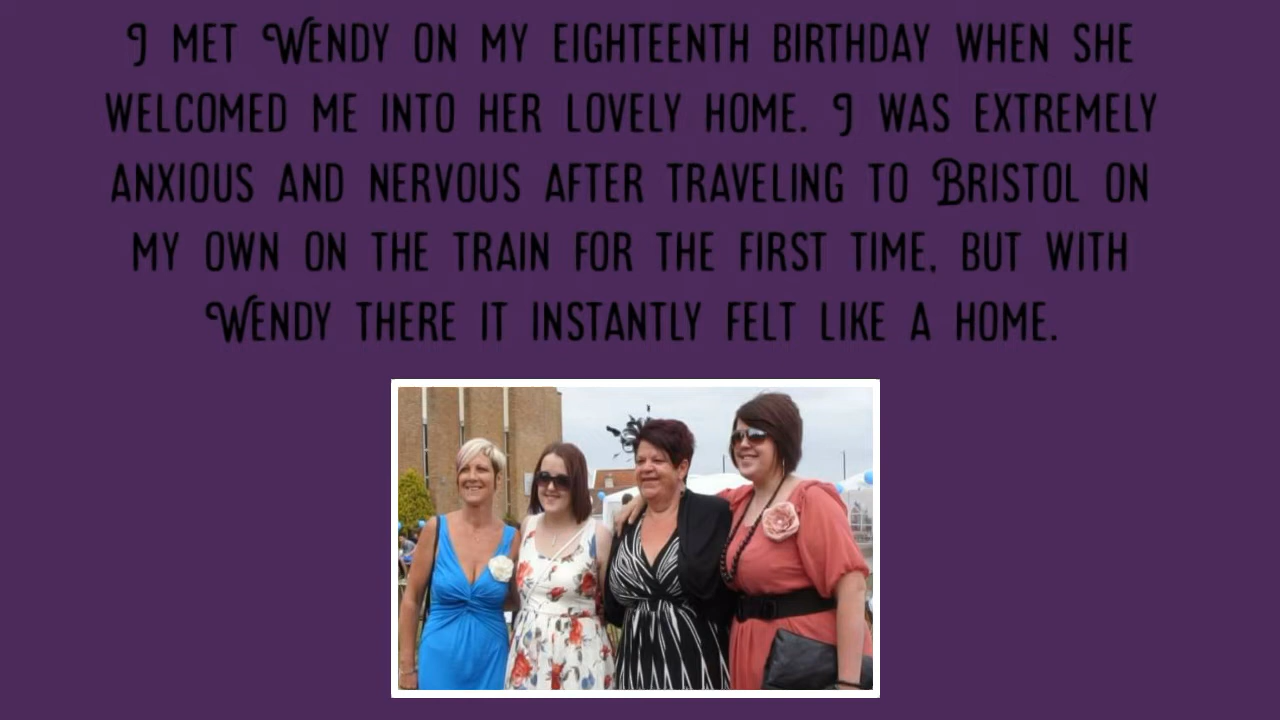 I met Wendy on my eighteenth birthday when she
welcomed me into her lovely home. I was extremely
anxious and nervous after traveling to Bristol on
my own on the train for the first time, but with
Wendy there it instantly felt like a home.